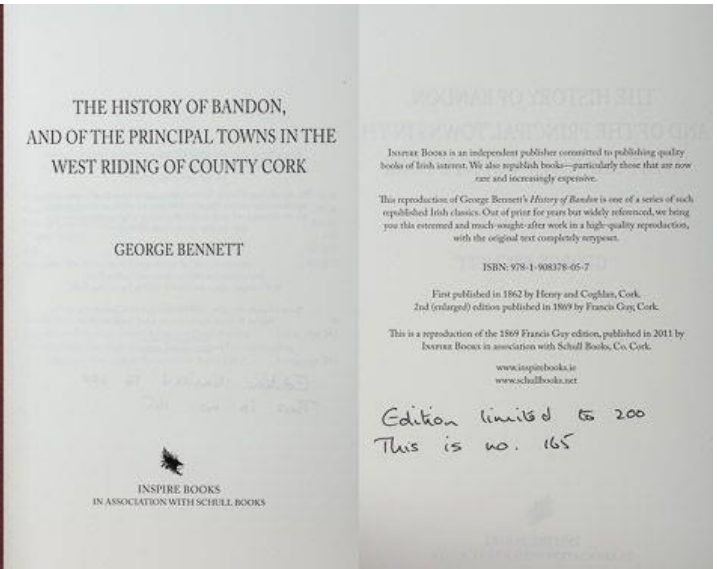 THE HISTORY OF BANDON,
AND OF THE PRINCIPAL TOWNS IN THE
WEST RIDING OF COUNTY CORK
GEORGE BENNETT
INSPIRE BOOKS
IN ASSOCIATION WITH SCHULL BOOKS
INSPIRE BOOKS is an independent publisher committed to publishing quality
books of Irish interest. We also republish books—particularly those that are now
rare and increasingly expensive.
This reproduction of George Bennett's History of Bandon is one of a series of such
republished Irish classics. Out of print for years but widely referenced, we bring
you this esteemed and much-sought-after work in a high-quality reproduction,
with the original text completely retypeset.
ISBN: 978-1-908378-05-7
First published in 1862 by Henry and Coghlan, Cork.
2nd (enlarged) edition published in 1869 by Francis Guy, Cork.
This is a reproduction of the 1869 Francis Guy edition, published in 2011 by
INSPIRE BOOKS in association with Schull Books, Co. Cork.
www.inspirebooks.ie
www.schullbooks.net
Edition limited to 200
This is no. 165